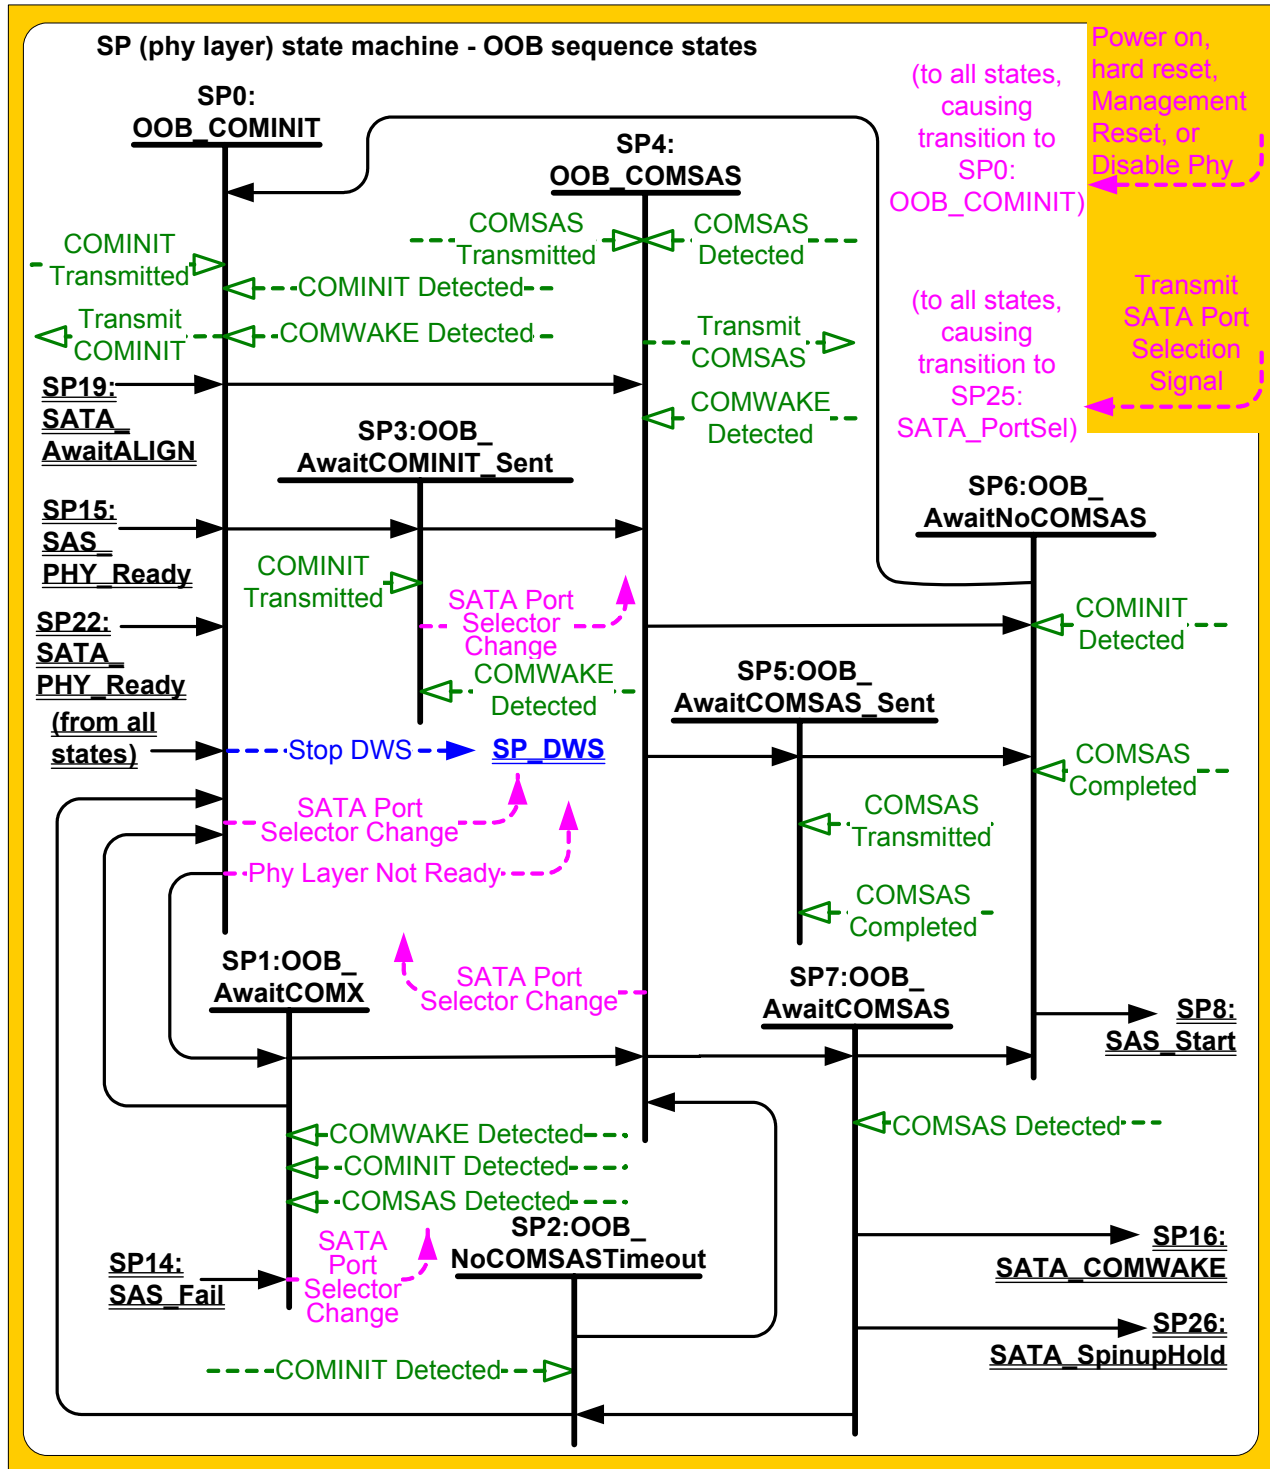 SP (phy layer) state machine - OOB sequence states
Power on,
hard reset,
Management
Reset, or
Disable Phy
(to all states,
causing
transition to
SP0:
OOB_COMINIT)
SP0:
OOB_COMINIT
SP4:
OOB_COMSAS
COMINIT
Transmitted
COMSAS
Transmitted
COMSAS
Detected
COMINIT Detected
Transmit
COMINIT
COMWAKE Detected
Transmit
COMSAS
(to all states,
causing
transition to
SP25:
SATA_PortSel)
Transmit
SATA Port
Selection
Signal
SP19:
SATA_
AwaitALIGN
COMWAKE
Detected
SP3:OOB_
AwaitCOMINIT_Sent
SP6:OOB_
AwaitNoCOMSAS
SP15:
SAS_
PHY_Ready
COMINIT
Transmitted
SATA Port
Selector
Change
COMINIT
Detected
SP22:
SATA_
PHY_Ready
COMWAKE
Detected
SP5:OOB_
AwaitCOMSAS_Sent
(from all
states)
Stop DWS
SP_DWS
COMSAS
Completed
SATA Port
Selector Change
COMSAS
Transmitted
Phy Layer Not Ready
COMSAS
Completed
SP1:OOB_
AwaitCOMX
SATA Port
Selector Change
SP7:OOB_
AwaitCOMSAS
SP8:
SAS_Start
COMWAKE Detected
COMSAS Detected
COMINIT Detected
COMSAS Detected
SP14:
SAS_Fail
SATA
Port
Selector
Change
SP2:OOB_
NoCOMSASTimeout
SP16:
SATA_COMWAKE
SP26:
SATA_SpinupHold
COMINIT Detected